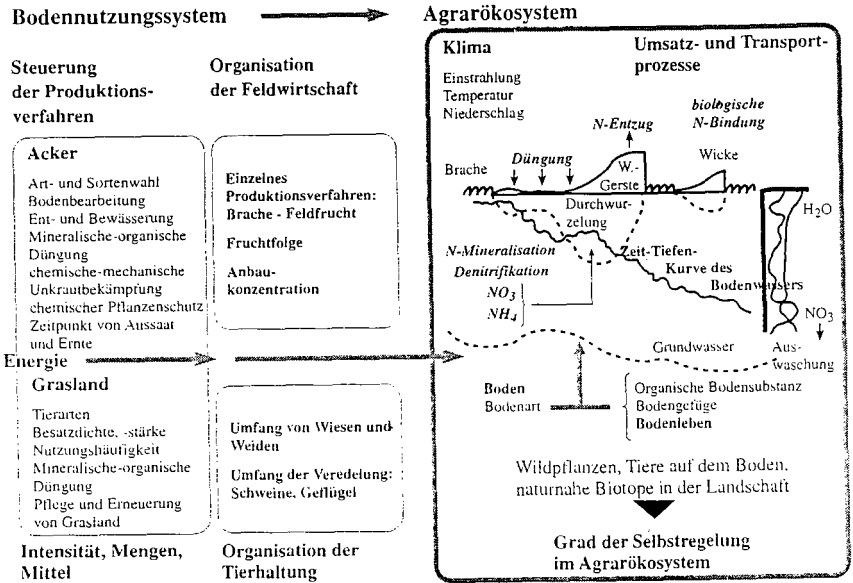 Bodennutzungssystem
Agrarökosystem
Steuerung
der Produktions-
verfahren
Organisation
der Feldwirtschaft
Acker
Art- und Sortenwahl
Bodenbearbeitung
Ent- und Bewässerung
Mineralische-organische
Düngung
chemische-mechanische
Unkrautbekämpfung
chemischer Pflanzenschutz
Zeitpunkt von Aussaat
und Ernte
Einzelnes
Produktionsverfahren:
Brache - Feldfrucht
Fruchtfolge
Anbau-
konzentration
Energie
Grasland
Tierarten
Besatzdichte, -stärke
Nutzungshäufigkeit
Mineralische-organische
Düngung
Pflege und Erneuerung
von Grasland
Umfang von Wiesen und
Weiden
Umfang der Veredelung:
Schweine, Geflügel
Intensität, Mengen,
Mittel
Organisation der
Tierhaltung
Klima
Einstrahlung
Temperatur
Niederschlag
Umsatz- und Transport-
prozesse
N-Entzug
biologische
N-Bindung
Brache
Düngung
W.-
Gerste
Wicke
Durchwur-
zelung
H2O
N-Mineralisation
Denitrifikation
NO3
NH4
Zeit-Tiefen-
Kurve des
Bodenwassers
NO3
Grundwasser
Aus-
waschung
Boden
Bodenart
Organische Bodensubstanz
Bodengefüge
Bodenleben
Wildpflanzen, Tiere auf dem Boden,
naturnahe Biotope in der Landschaft
Grad der Selbstregelung
im Agrarökosystem